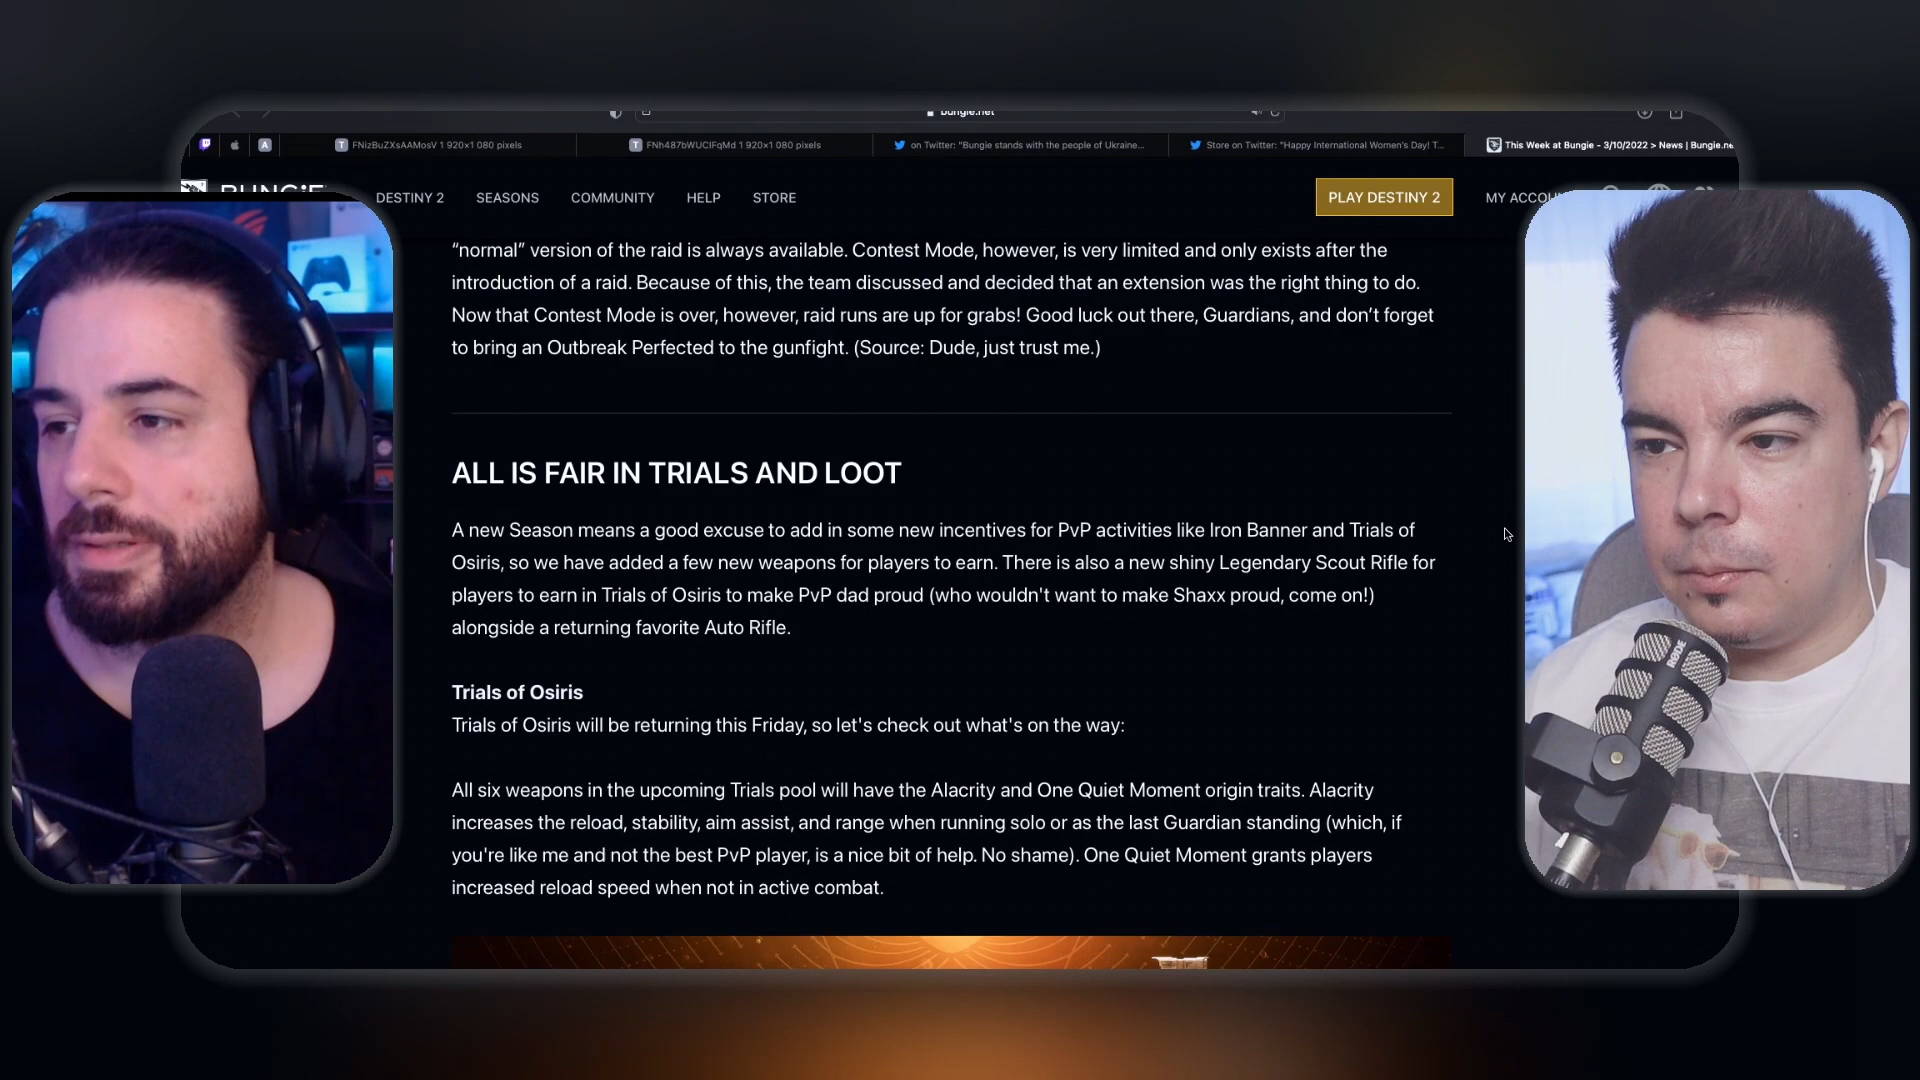 bungie.net
FNizBuZXsAAMosV 1 920×1 080 pixels
FNh487bWUCIFqMd 1 920×1 080 pixels
on Twitter: "Bungie stands with the people of Ukraine...
Store on Twitter: "Happy International Women's Day! T...
This Week at Bungie - 3/10/2022 > News | Bungie.ne
BUNGIE
DESTINY 2
SEASONS
COMMUNITY
HELP
STORE
PLAY DESTINY 2
MY ACCOU
“normal” version of the raid is always available. Contest Mode, however, is very limited and only exists after the
introduction of a raid. Because of this, the team discussed and decided that an extension was the right thing to do.
Now that Contest Mode is over, however, raid runs are up for grabs! Good luck out there, Guardians, and don’t forget
to bring an Outbreak Perfected to the gunfight. (Source: Dude, just trust me.)
ALL IS FAIR IN TRIALS AND LOOT
A new Season means a good excuse to add in some new incentives for PvP activities like Iron Banner and Trials of
Osiris, so we have added a few new weapons for players to earn. There is also a new shiny Legendary Scout Rifle for
players to earn in Trials of Osiris to make PvP dad proud (who wouldn't want to make Shaxx proud, come on!)
alongside a returning favorite Auto Rifle.
Trials of Osiris
Trials of Osiris will be returning this Friday, so let's check out what's on the way:
All six weapons in the upcoming Trials pool will have the Alacrity and One Quiet Moment origin traits. Alacrity
increases the reload, stability, aim assist, and range when running solo or as the last Guardian standing (which, if
you're like me and not the best PvP player, is a nice bit of help. No shame). One Quiet Moment grants players
increased reload speed when not in active combat.
RØDE